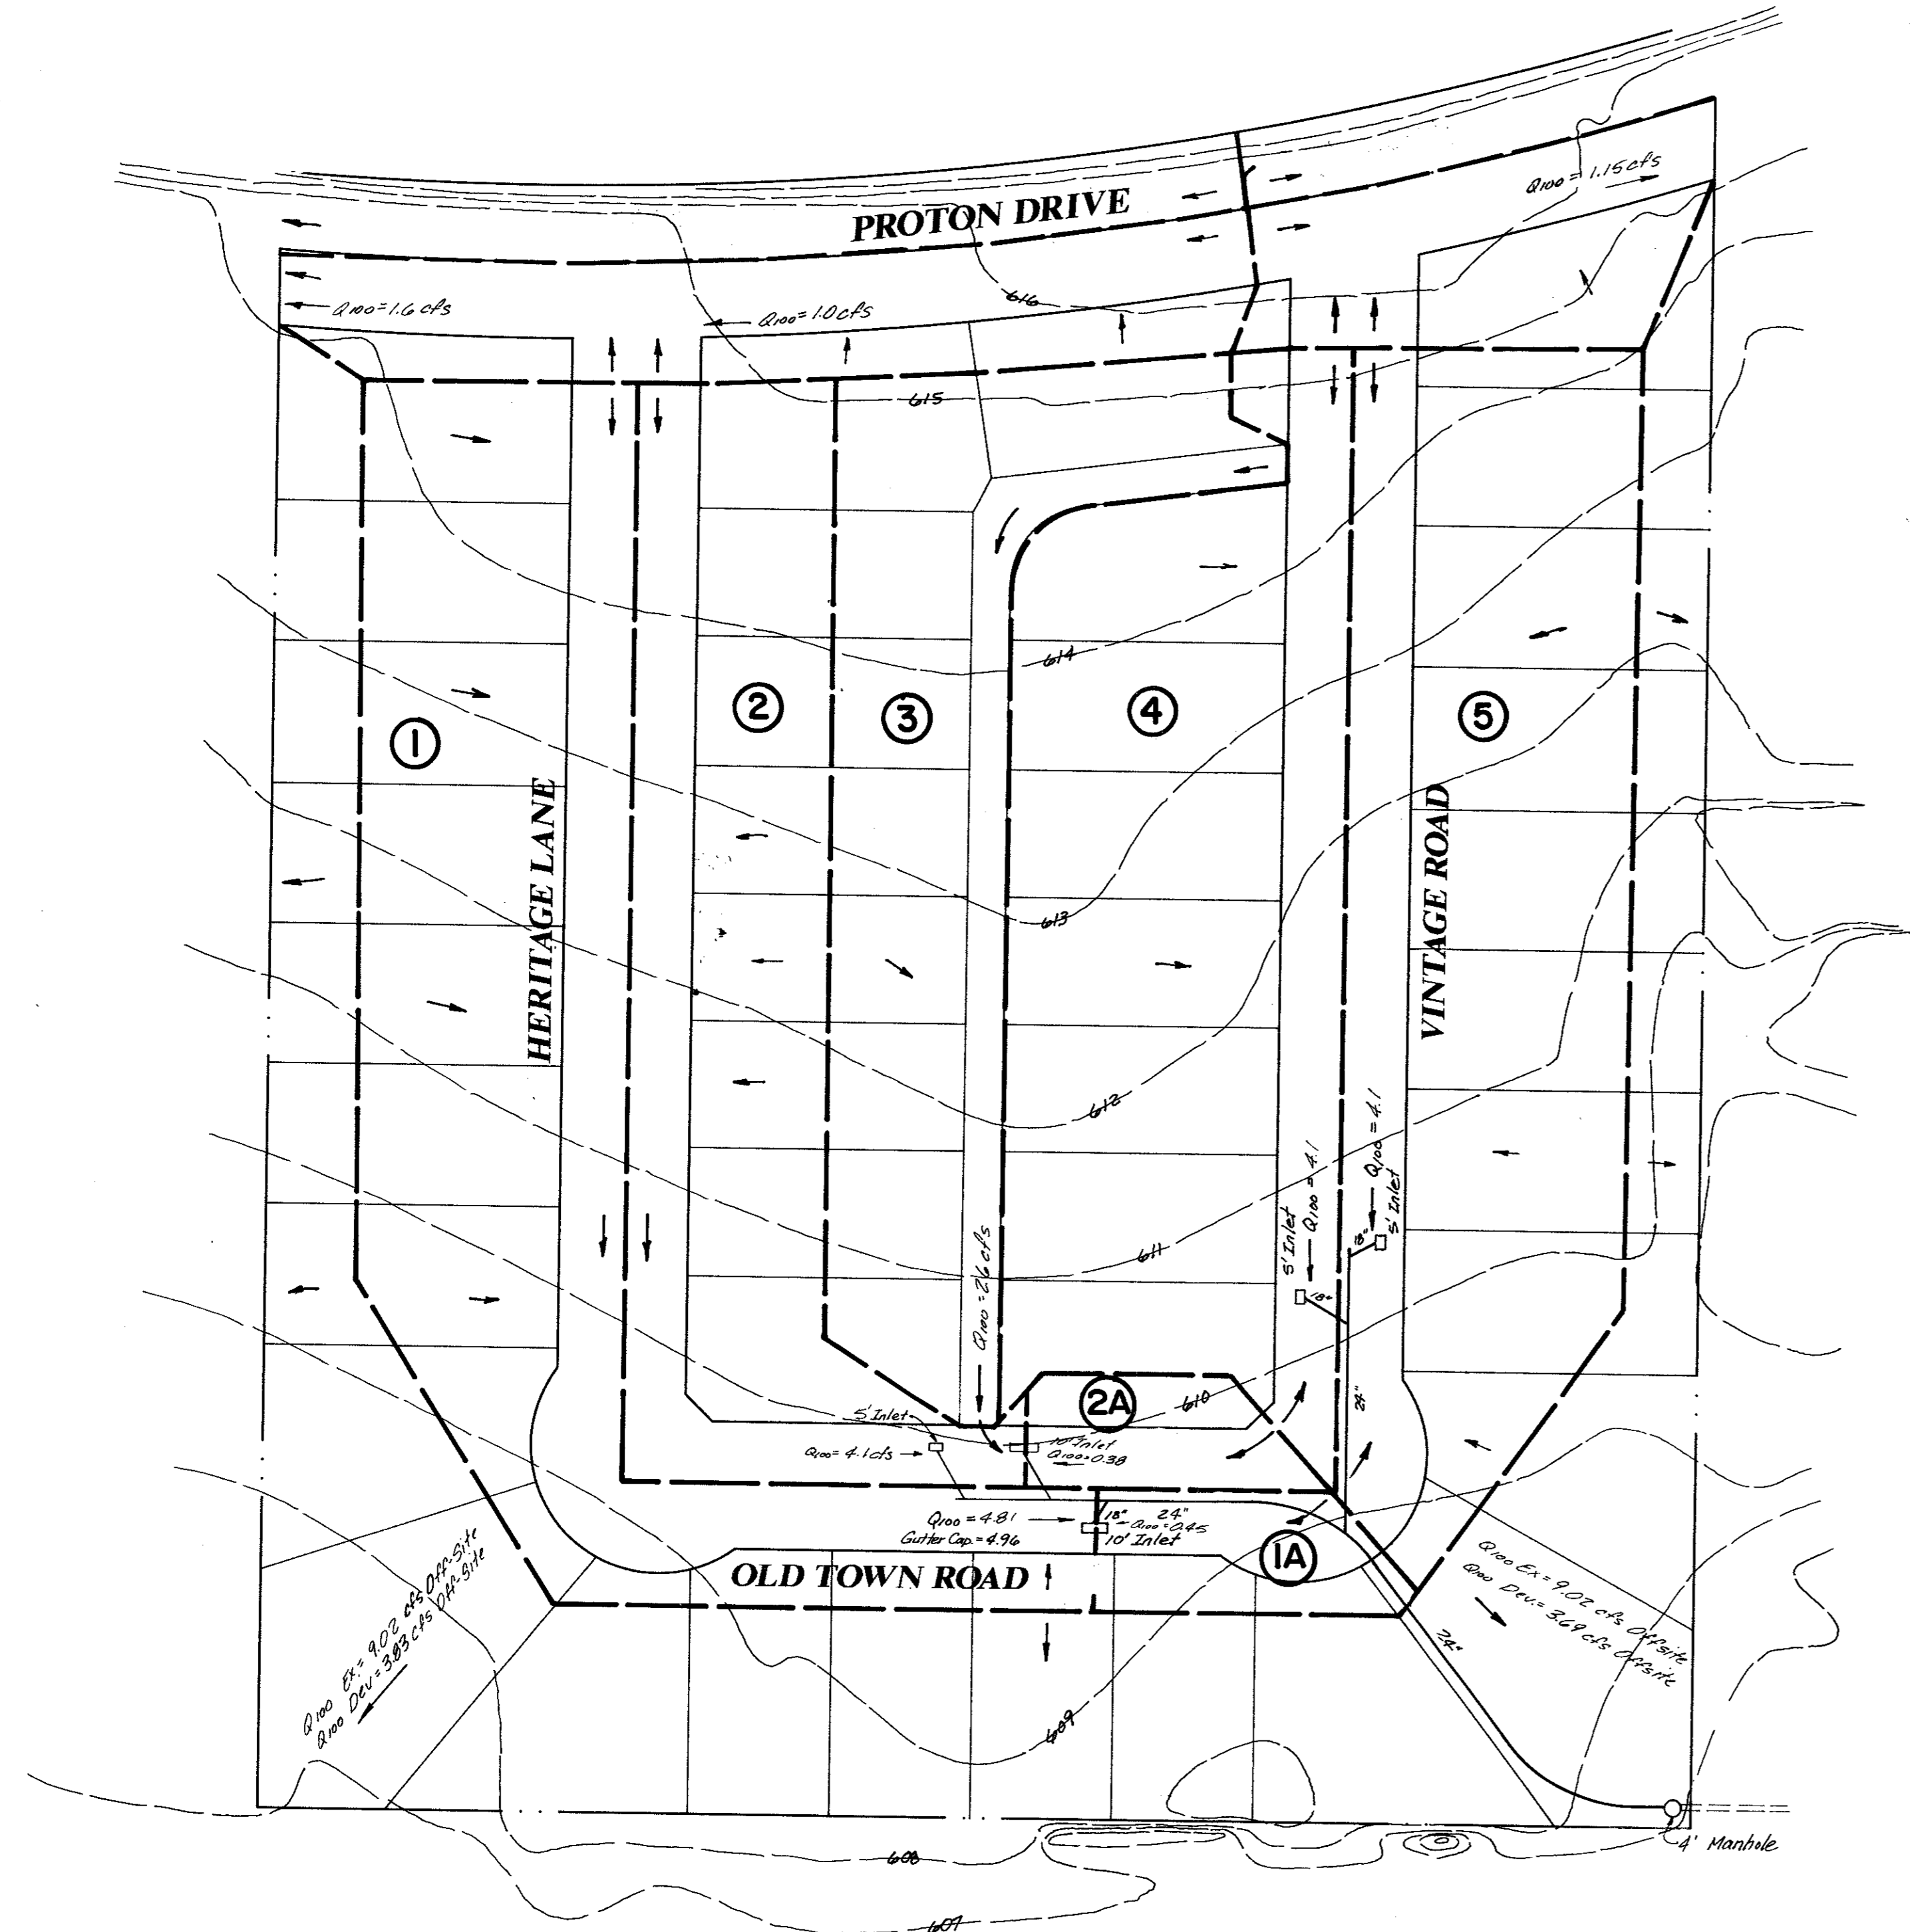 Q100 = 1.15 cfs
PROTON DRIVE
616
Q100 = 1.6 cfs
Q100 = 1.0 cfs
615
614
1
2
3
4
5
HERITAGE LANE
VINTAGE ROAD
613
612
611
Q100 = 2.6 cfs
5' Inlet
Q100 = 4.1
18"
Q100 = 4.1
5' Inlet
24"
2A
610
5' Inlet
Q100 = 4.1 cfs
10' Inlet
Q100 = 0.38
Q100 = 4.81
Gutter Cap. = 4.96
18"
24"
Q100 = 0.45
10' Inlet
1A
OLD TOWN ROAD
Q100 Ex. = 9.02 cfs Off-Site
Q100 Dev. = 3.83 cfs Off-Site
Q100 Ex. = 9.02 cfs Offsite
Q100 Dev. = 3.69 cfs Offsite
24"
609
4' Manhole
608
607